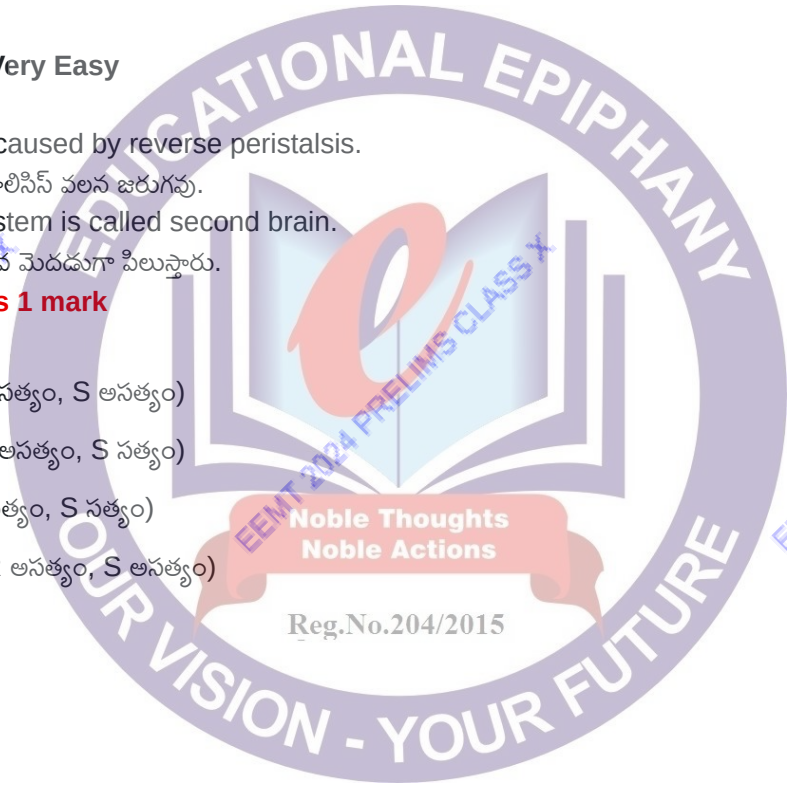 Very Easy
caused by reverse peristalsis.
వలన జరుగవు.
stem is called second brain.
మెదడుగా పిలుస్తారు.
s 1 mark
సత్యం, S అసత్యం)
అసత్యం, S సత్యం)
త్యం, S సత్యం)
అసత్యం, S అసత్యం)
EDUCATIONAL EPIPHANY
EEMT 2024 PRELIMS CLASS X
Noble Thoughts
Noble Actions
Reg.No.204/2015
OUR VISION - YOUR FUTURE